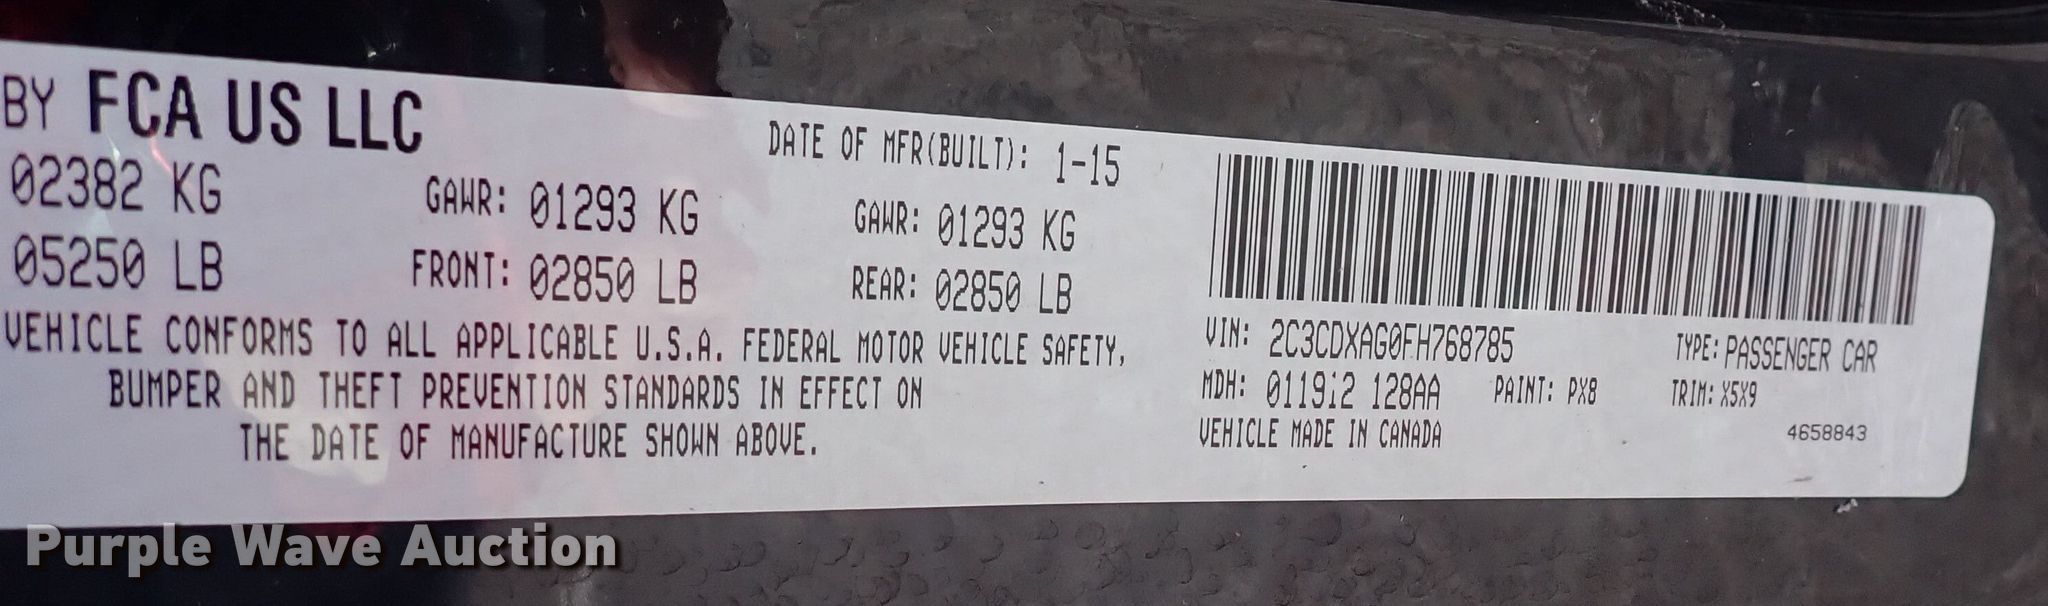 BY FCA US LLC
DATE OF MFR(BUILT): 1-15
02382 KG GAWR: 01293 KG GAWR: 01293 KG
05250 LB FRONT: 02850 LB REAR: 02850 LB
VEHICLE CONFORMS TO ALL APPLICABLE U.S.A. FEDERAL MOTOR VEHICLE SAFETY,
BUMPER AND THEFT PREVENTION STANDARDS IN EFFECT ON
THE DATE OF MANUFACTURE SHOWN ABOVE.
VIN: 2C3CDXAG0FH768785 TYPE: PASSENGER CAR
MDH: 011912 128AA PAINT: PX8 TRIM: X5X9
VEHICLE MADE IN CANADA 4658843
Purple Wave Auction